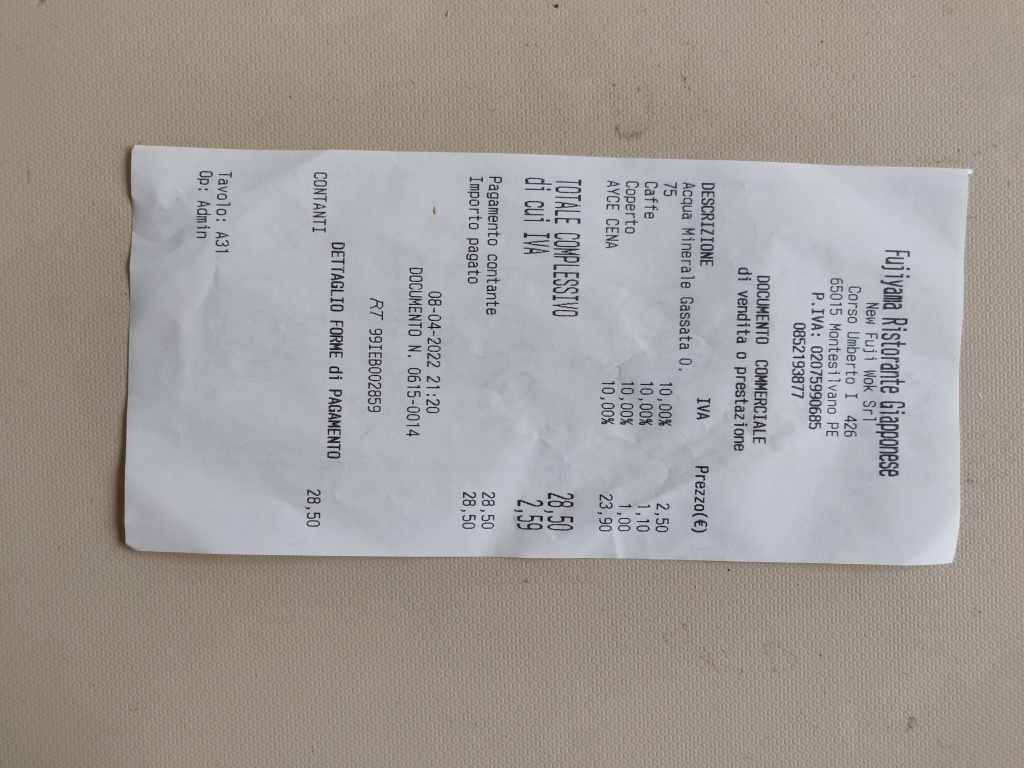 Fujiyama Ristorante Giapponese
New Fuji Wok Srl
Corso Umberto I 426
65015 Montesilvano PE
P.IVA: 02075990685
0852193877
DOCUMENTO COMMERCIALE
di vendita o prestazione
DESCRIZIONE IVA Prezzo(€)
Acqua Minerale Gassata 0. 10,00% 2,50
75
Caffe 10,00% 1,10
Coperto 10,00% 1,00
AYCE CENA 10,00% 23,90
TOTALE COMPLESSIVO 28,50
di cui IVA 2,59
Pagamento contante 28,50
Importo pagato 28,50
08-04-2022 21:20
DOCUMENTO N. 0615-0014
RT 99IEB002859
DETTAGLIO FORME di PAGAMENTO
CONTANTI 28,50
Tavolo: A31
Op: Admin